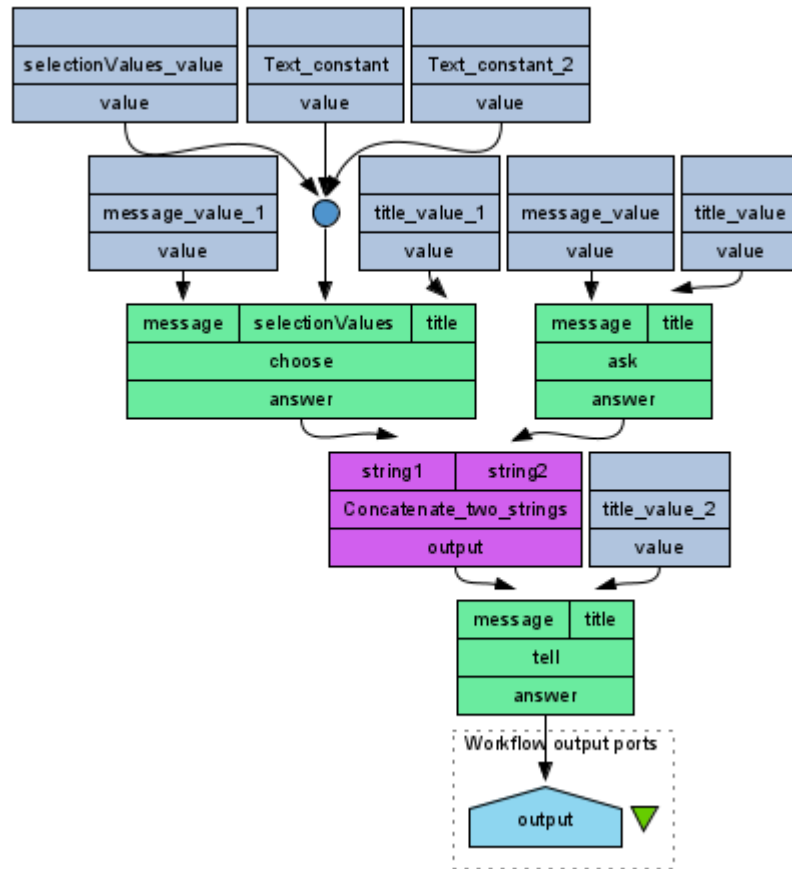 selectionValues_value Text_constant Text_constant_2
value value value
message_value_1 title_value_1 message_value title_value
value value value value
message selectionValues title message title
choose ask
answer answer
string1 string2
Concatenate_two_strings title_value_2
output value
message title
tell
answer
Workflow output ports
output